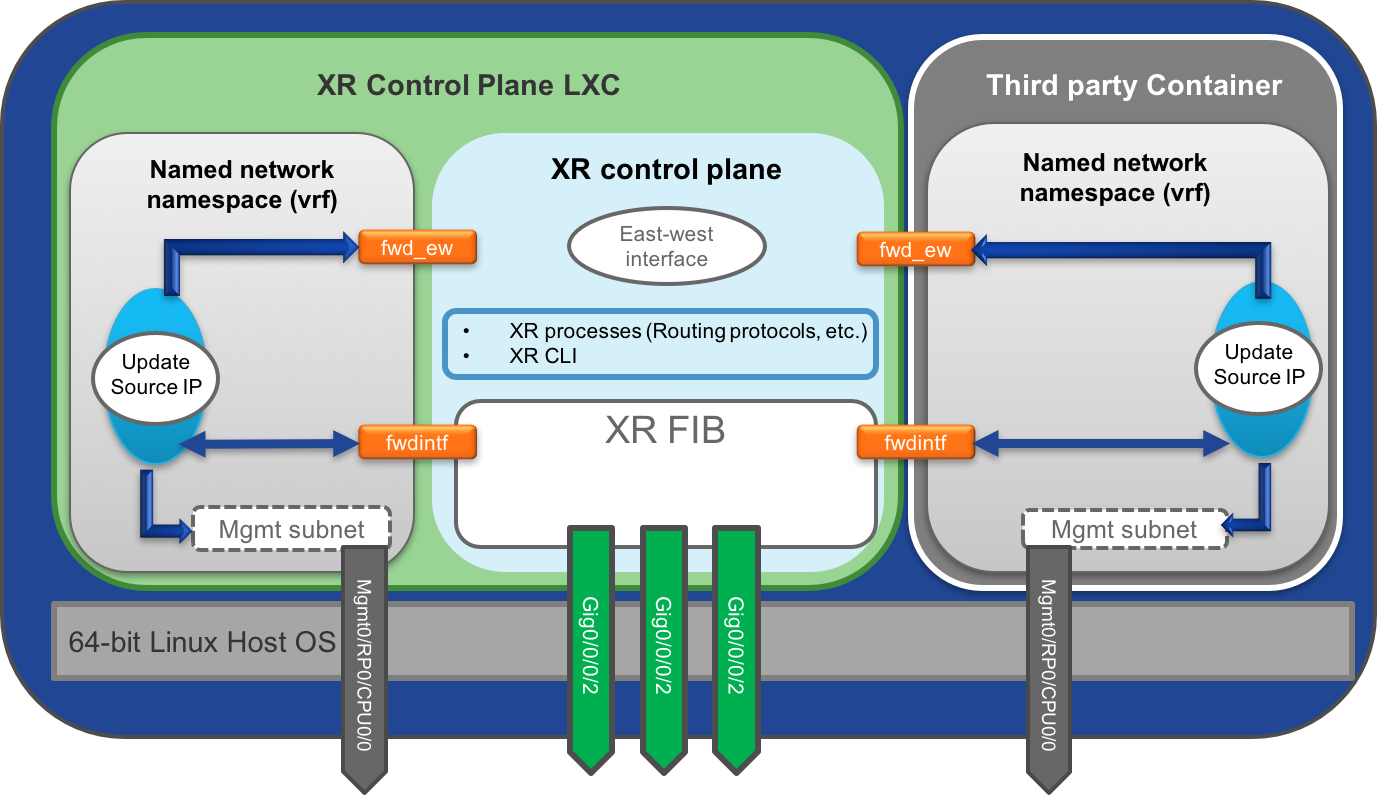 XR Control Plane LXC
Third party Container
Named network
namespace (vrf)
XR control plane
Named network
namespace (vrf)
fwd_ew
East-west
interface
fwd_ew
• XR processes (Routing protocols, etc.)
• XR CLI
Update
Source IP
Update
Source IP
fwdintf
XR FIB
fwdintf
Mgmt subnet
Mgmt subnet
64-bit Linux Host OS
Mgmt0/RP0/CPU0/0
Gig0/0/0/2
Gig0/0/0/2
Gig0/0/0/2
Mgmt0/RP0/CPU0/0